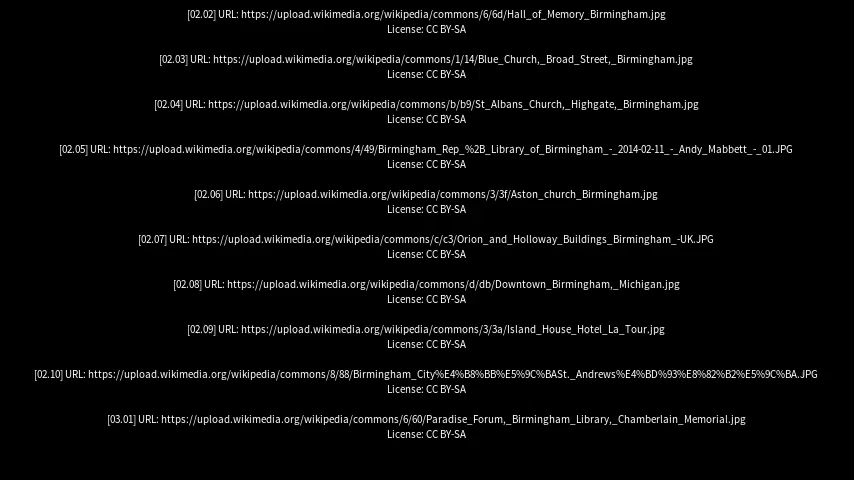 [02.02] URL: https://upload.wikimedia.org/wikipedia/commons/6/6d/Hall_of_Memory_Birmingham.jpg
License: CC BY-SA
[02.03] URL: https://upload.wikimedia.org/wikipedia/commons/1/14/Blue_Church,_Broad_Street,_Birmingham.jpg
License: CC BY-SA
[02.04] URL: https://upload.wikimedia.org/wikipedia/commons/b/b9/St_Albans_Church,_Highgate,_Birmingham.jpg
License: CC BY-SA
[02.05] URL: https://upload.wikimedia.org/wikipedia/commons/4/49/Birmingham_Rep_%2B_Library_of_Birmingham_-_2014-02-11_-_Andy_Mabbett_-_01.JPG
License: CC BY-SA
[02.06] URL: https://upload.wikimedia.org/wikipedia/commons/3/3f/Aston_church_Birmingham.jpg
License: CC BY-SA
[02.07] URL: https://upload.wikimedia.org/wikipedia/commons/c/c3/Orion_and_Holloway_Buildings_Birmingham_-UK.JPG
License: CC BY-SA
[02.08] URL: https://upload.wikimedia.org/wikipedia/commons/d/db/Downtown_Birmingham,_Michigan.jpg
License: CC BY-SA
[02.09] URL: https://upload.wikimedia.org/wikipedia/commons/3/3a/Island_House_Hotel_La_Tour.jpg
License: CC BY-SA
[02.10] URL: https://upload.wikimedia.org/wikipedia/commons/8/88/Birmingham_City%E4%B8%BB%E5%9C%BASt._Andrews%E4%BD%93%E8%82%B2%E5%9C%BA.JPG
License: CC BY-SA
[03.01] URL: https://upload.wikimedia.org/wikipedia/commons/6/60/Paradise_Forum,_Birmingham_Library,_Chamberlain_Memorial.jpg
License: CC BY-SA